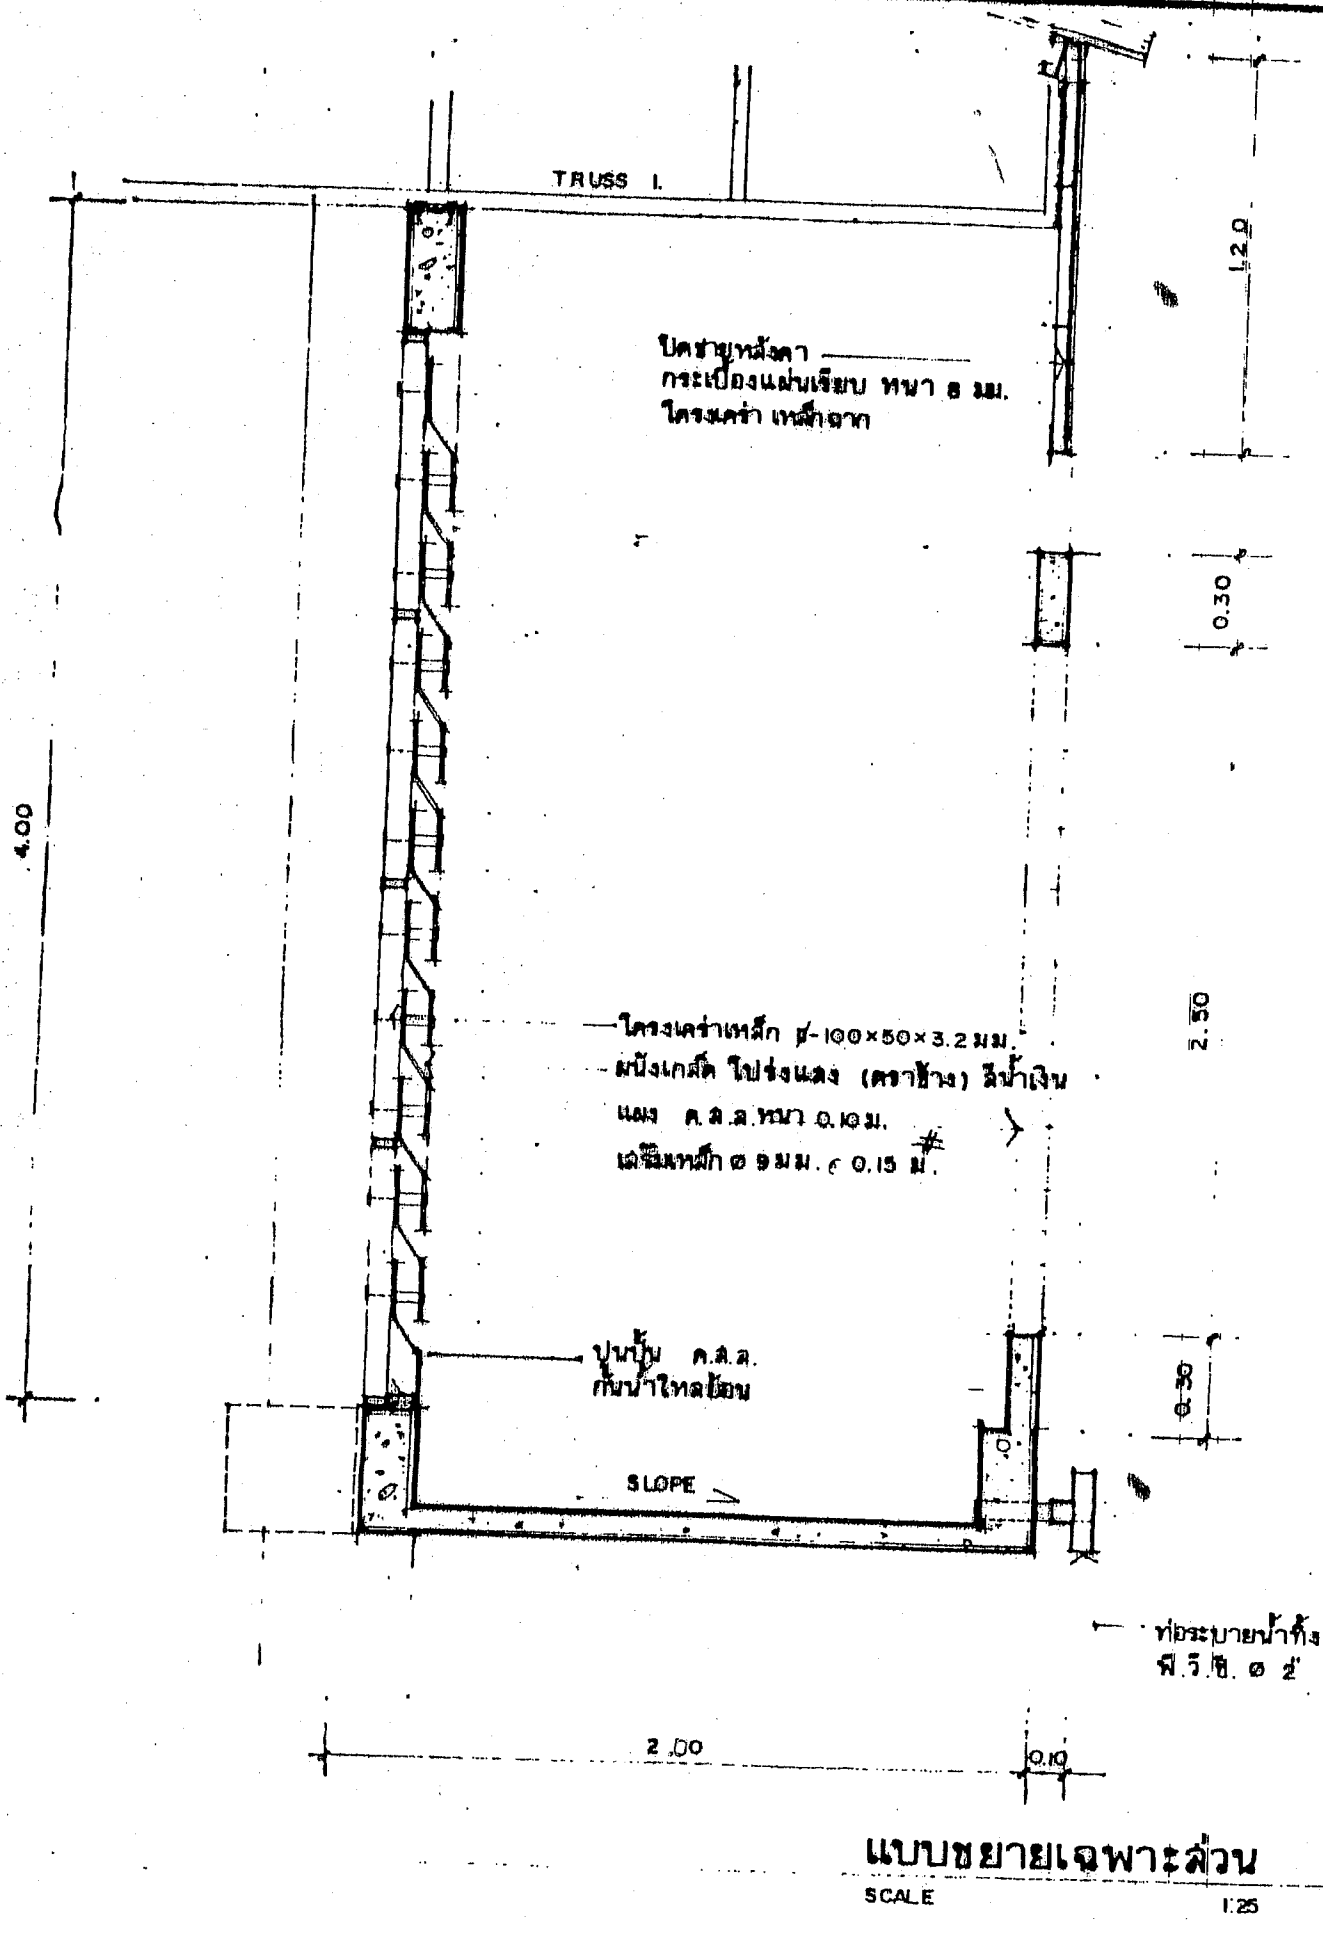 TRUSS 1.
1.20
ปิดชายหลังคา
กระเบื้องแผ่นเรียบ หนา 8 มม.
โครงเคร่า เหล็กฉาก
0.30
4.00
2.50
โครงเคร่าเหล็ก [-100×50×3.2 มม.
ผนังเกล็ด โปร่งแสง (ตราช้าง) สีน้ำเงิน
แผง ค.ส.ล. หนา 0.10 ม.
เสริมเหล็ก ø 9 มม. @ 0.15 ม. #
ปูนปั้น ค.ส.ล.
กันน้ำไหลย้อน
0.30
SLOPE
ท่อระบายน้ำทิ้ง
พี.วี.ซี. ø 2"
2.00
0.10
แบบขยายเฉพาะส่วน
SCALE 1:25